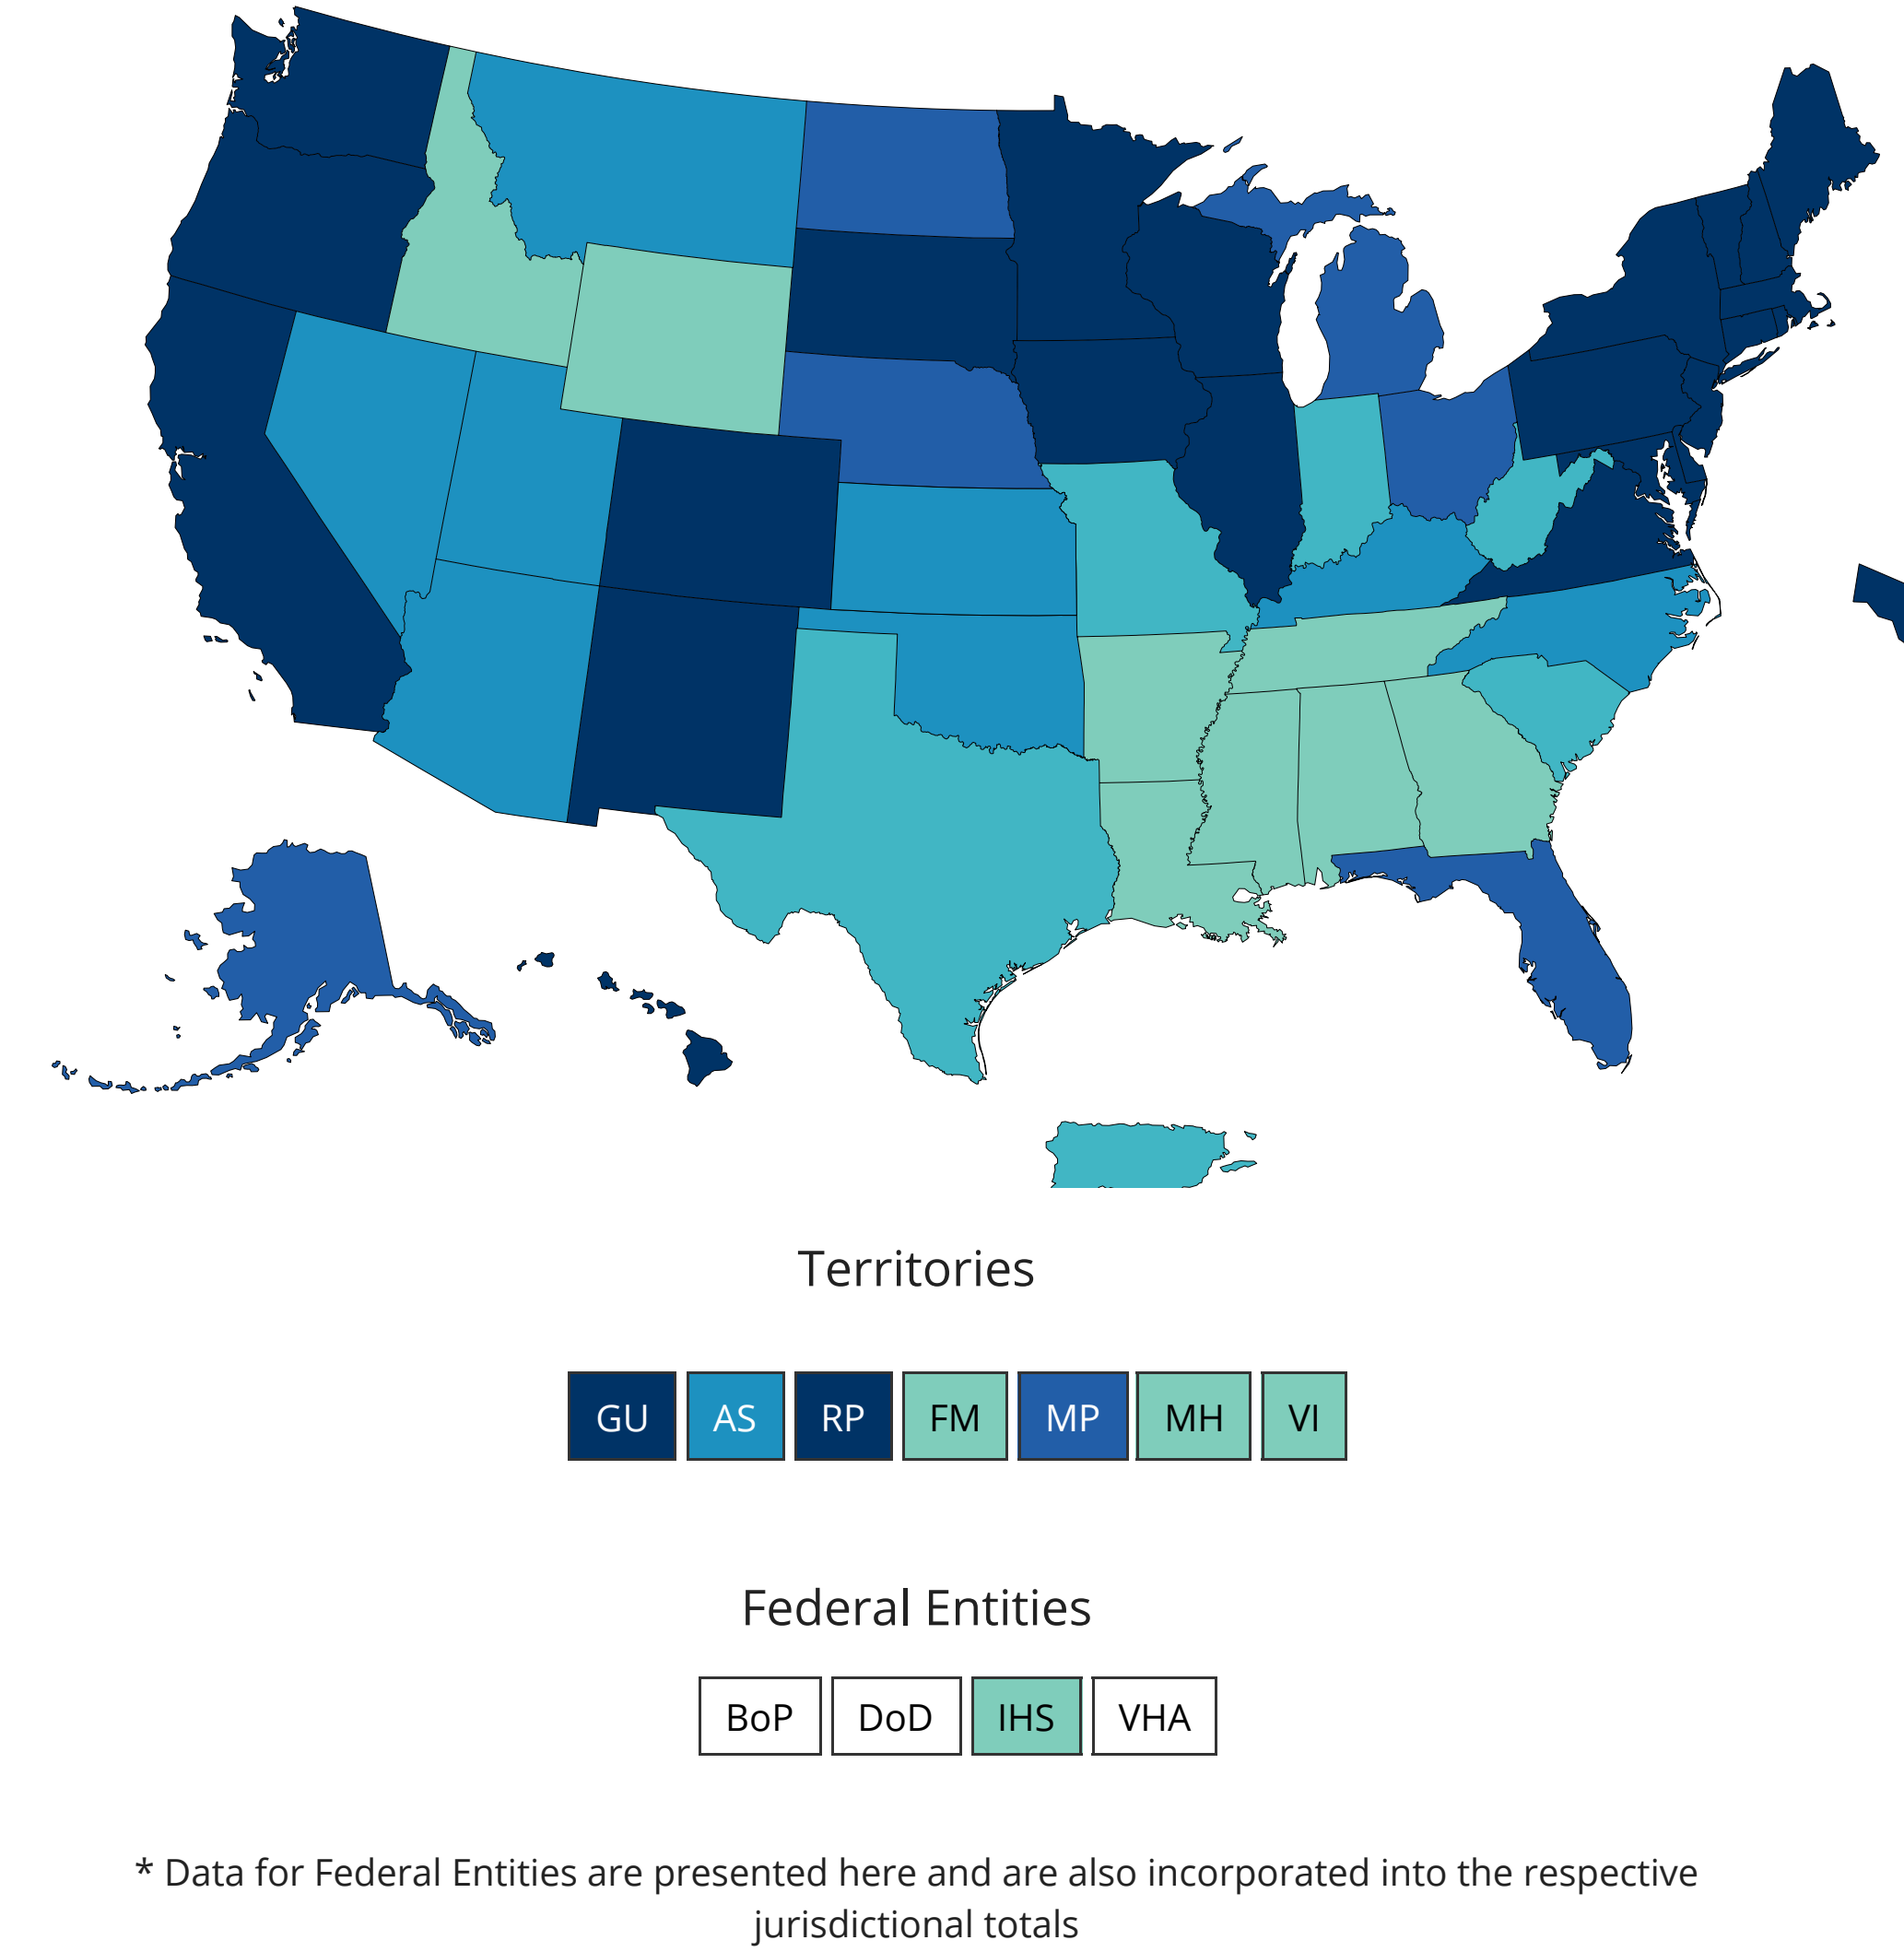 Territories
GU AS RP FM MP MH VI
Federal Entities
BoP DoD IHS VHA
* Data for Federal Entities are presented here and are also incorporated into the respective
jurisdictional totals